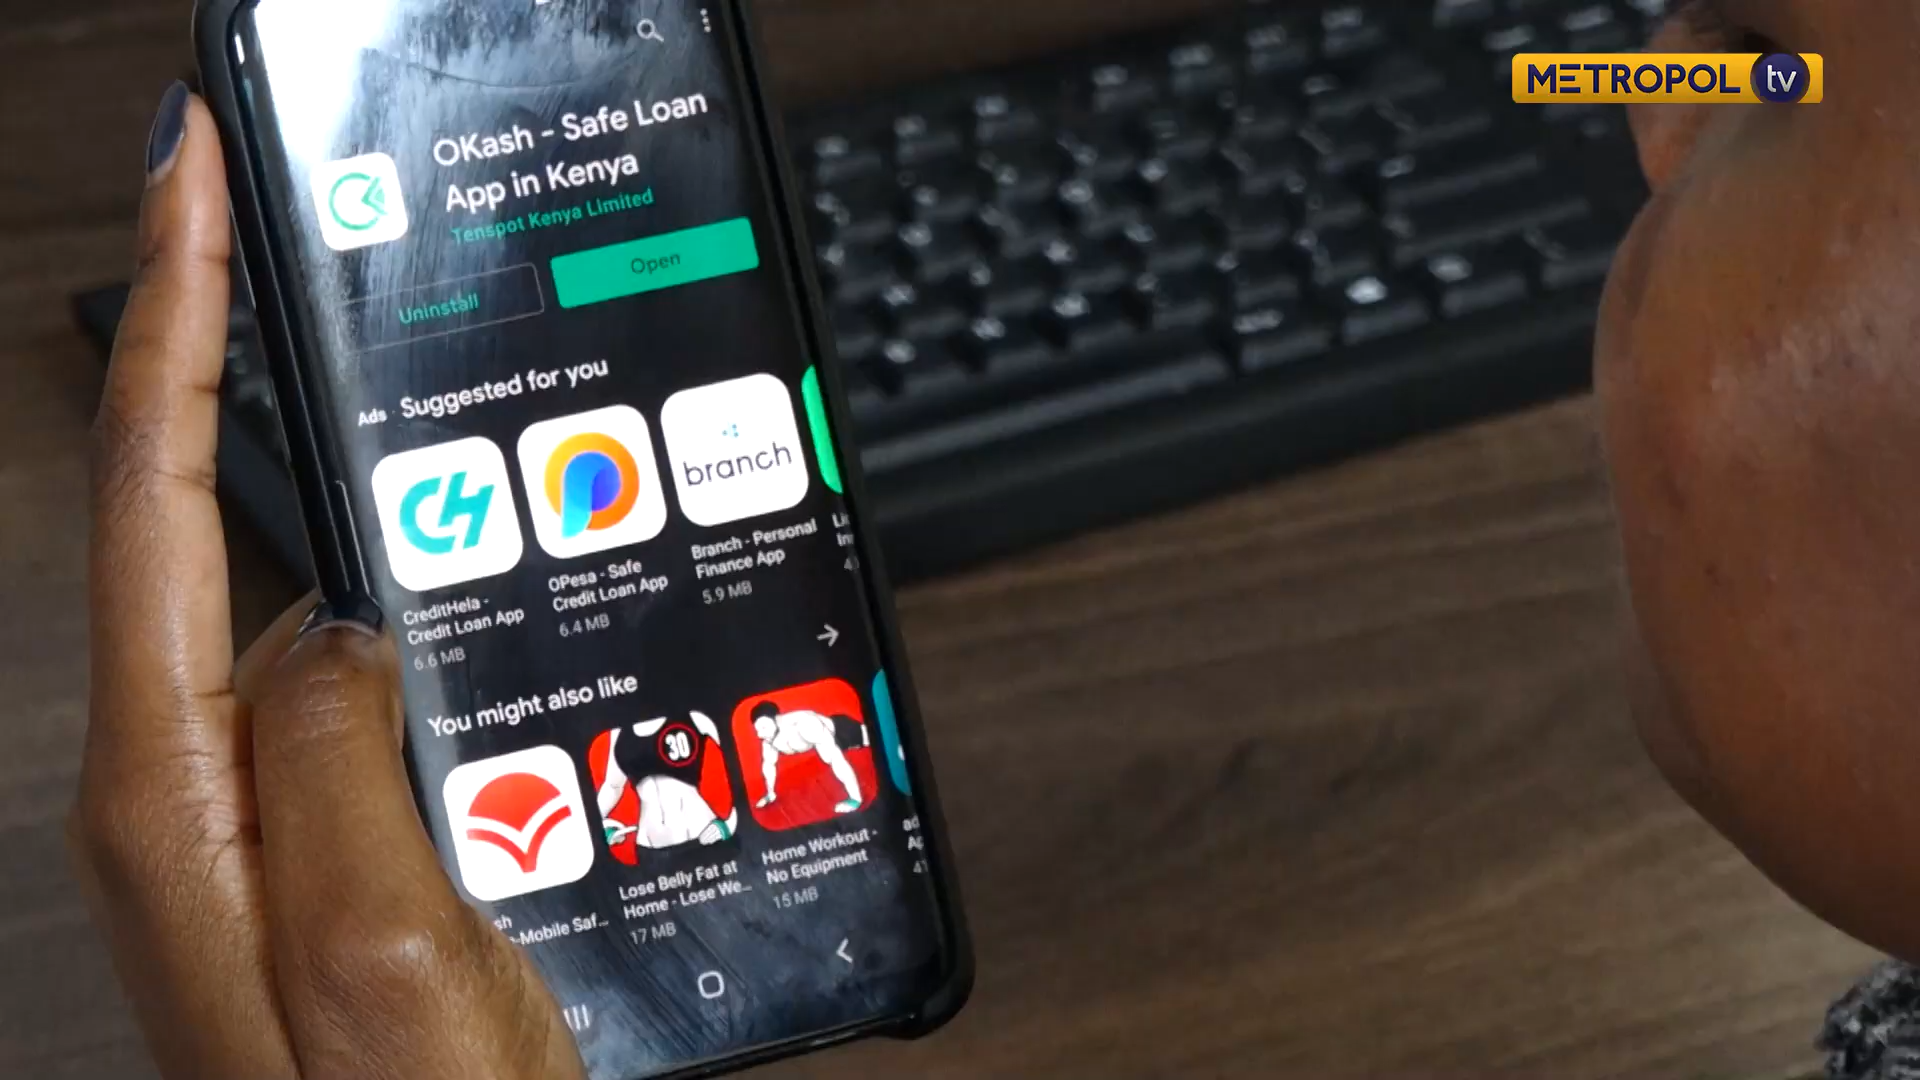 METROPOL tv
OKash - Safe Loan
App in Kenya
Tenspot Kenya Limited
Uninstall
Open
Ads · Suggested for you
branch
CreditHela -
Credit Loan App
6.6 MB
OPesa - Safe
Credit Loan App
6.4 MB
Branch - Personal
Finance App
5.9 MB
You might also like
30
sh
-Mobile Saf...
Lose Belly Fat at
Home - Lose We...
17 MB
Home Workout -
No Equipment
15 MB